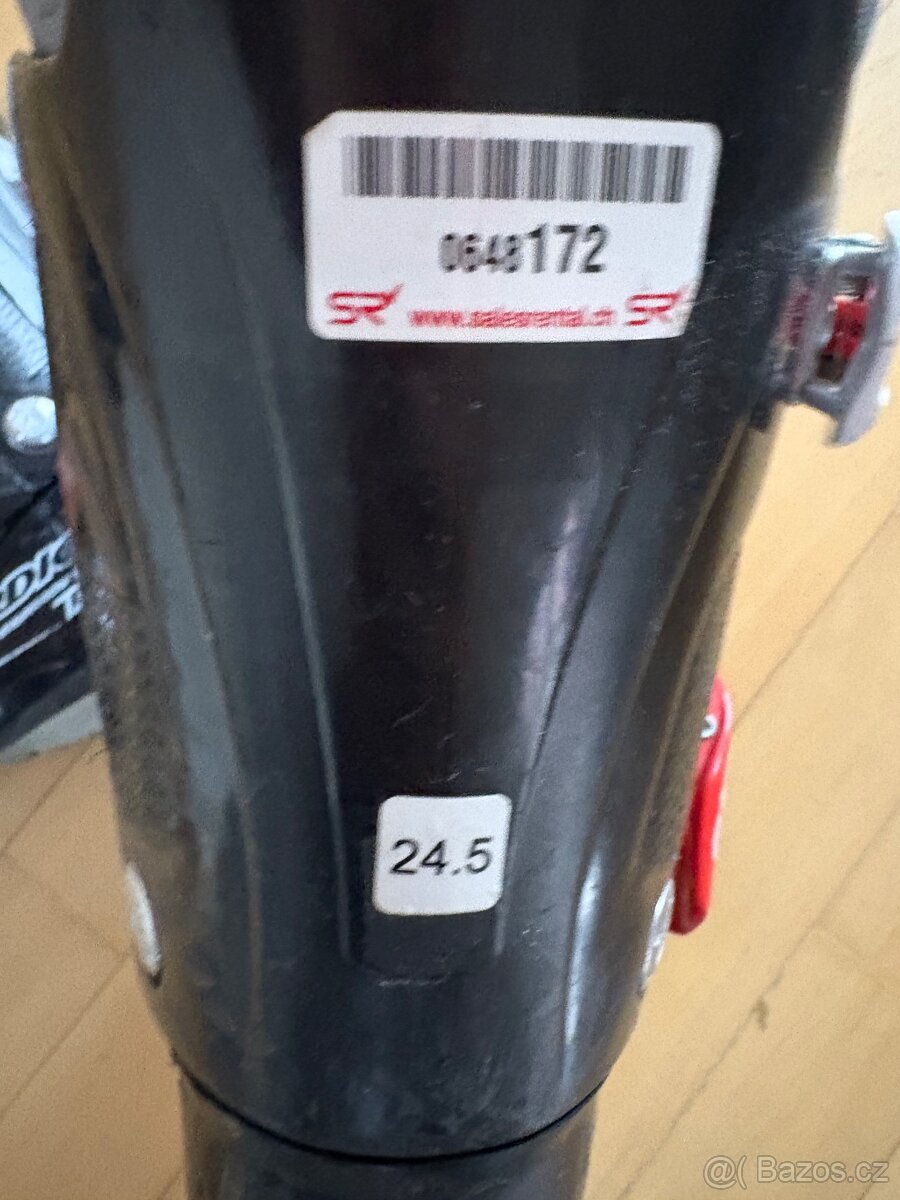 0648172
SR www.salesrental.ch SR
24.5
@( Bazos.cz